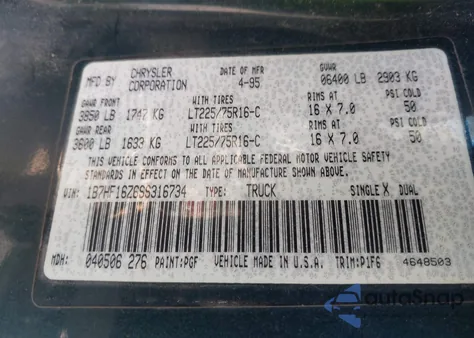 MFD BY CHRYSLER CORPORATION DATE OF MFR 4-95 GVWR 06400 LB 2903 KG
GAWR FRONT WITH TIRES RIMS AT PSI COLD
3850 LB 1747 KG LT225/75R16-C 16 X 7.0 50
GAWR REAR WITH TIRES RIMS AT PSI COLD
3600 LB 1633 KG LT225/75R16-C 16 X 7.0 50
THIS VEHICLE CONFORMS TO ALL APPLICABLE FEDERAL MOTOR VEHICLE SAFETY
STANDARDS IN EFFECT ON THE DATE OF MANUFACTURE SHOWN ABOVE.
VIN: 1B7HF16Z6SS316734 TYPE: TRUCK SINGLE X DUAL
MDH: 040506 276 PAINT:PGF VEHICLE MADE IN U.S.A. TRIM:P1F6 4648503
autoSnap